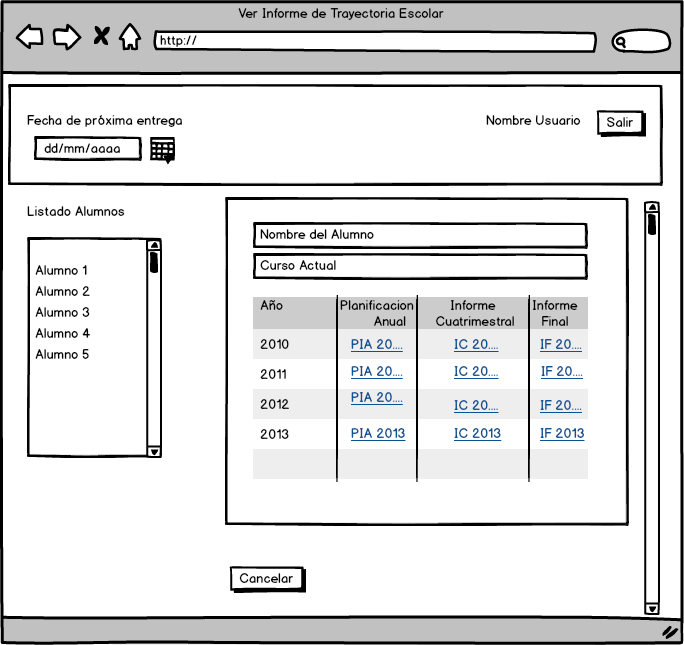 Ver Informe de Trayectoria Escolar
http://
Fecha de próxima entrega
Nombre Usuario
Salir
dd/mm/aaaa
Listado Alumnos
Alumno 1
Alumno 2
Alumno 3
Alumno 4
Alumno 5
Nombre del Alumno
Curso Actual
Año Planificacion Anual Informe Cuatrimestral Informe Final
2010 PIA 20.... IC 20.... IF 20....
2011 PIA 20.... IC 20.... IF 20....
2012 PIA 20.... IC 20.... IF 20....
2013 PIA 2013 IC 2013 IF 2013
Cancelar